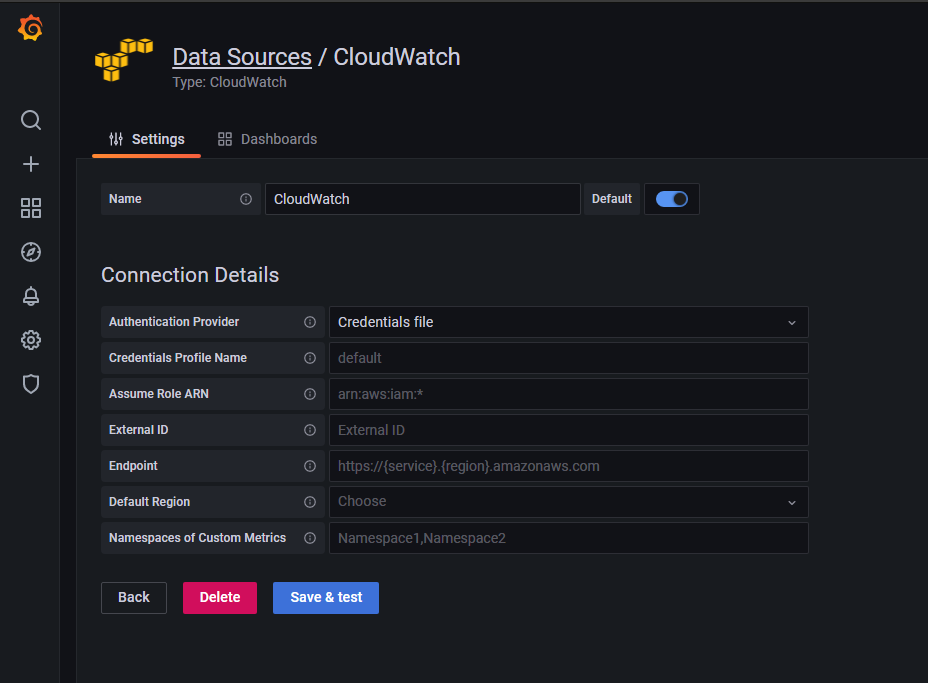 Data Sources / CloudWatch
Type: CloudWatch
Settings Dashboards
Name CloudWatch Default
Connection Details
Authentication Provider Credentials file
Credentials Profile Name default
Assume Role ARN arn:aws:iam:*
External ID External ID
Endpoint https://{service}.{region}.amazonaws.com
Default Region Choose
Namespaces of Custom Metrics Namespace1,Namespace2
Back Delete Save & test